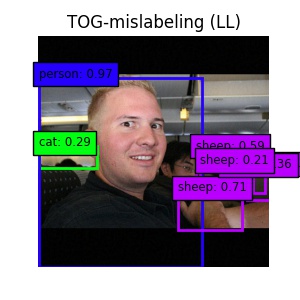 TOG-mislabeling (LL)
person: 0.97
cat: 0.29
sheep: 0.59
sheep: 0.21
36
sheep: 0.71